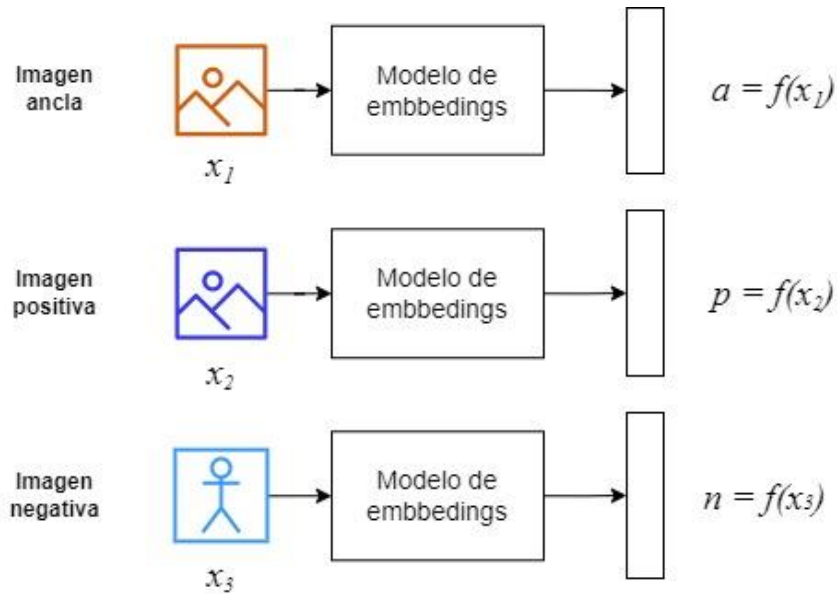 Imagen
ancla
x₁
Modelo de
embbedings
a = f(x₁)
Imagen
positiva
x₂
Modelo de
embbedings
p = f(x₂)
Imagen
negativa
x₃
Modelo de
embbedings
n = f(x₃)